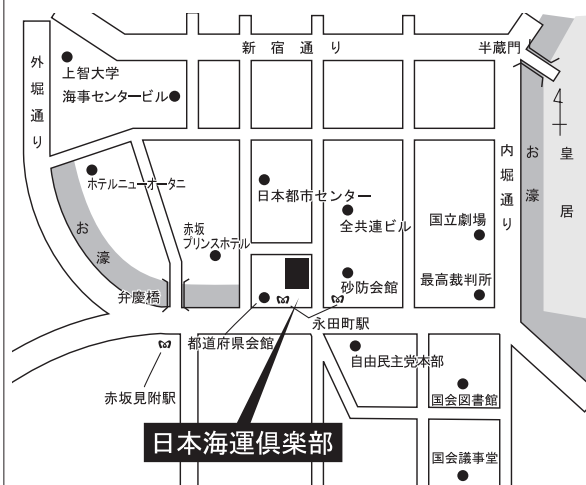 新宿通り
半蔵門
外堀通り
上智大学
海事センタービル
ホテルニューオータニ
お濠
弁慶橋
赤坂
プリンスホテル
日本都市センター
全共連ビル
砂防会館
国立劇場
最高裁判所
内堀通り
お濠
皇居
都道府県会館
永田町駅
自由民主党本部
赤坂見附駅
国会図書館
日本海運倶楽部
国会議事堂